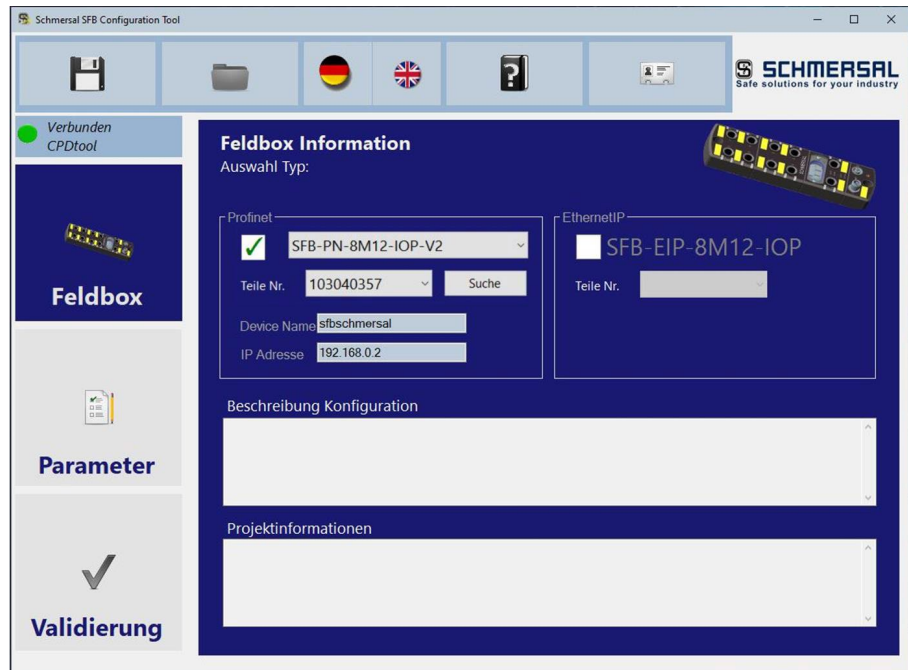 Schmersal SFB Configuration Tool
SCHMERSAL
Safe solutions for your industry
Verbunden
CPDtool
Feldbox
Parameter
Validierung
Feldbox Information
Auswahl Typ:
Profinet
SFB-PN-8M12-IOP-V2
Teile Nr. 103040357 Suche
Device Name sfbschmersal
IP Adresse 192.168.0.2
EthernetIP
SFB-EIP-8M12-IOP
Teile Nr.
Beschreibung Konfiguration
Projektinformationen